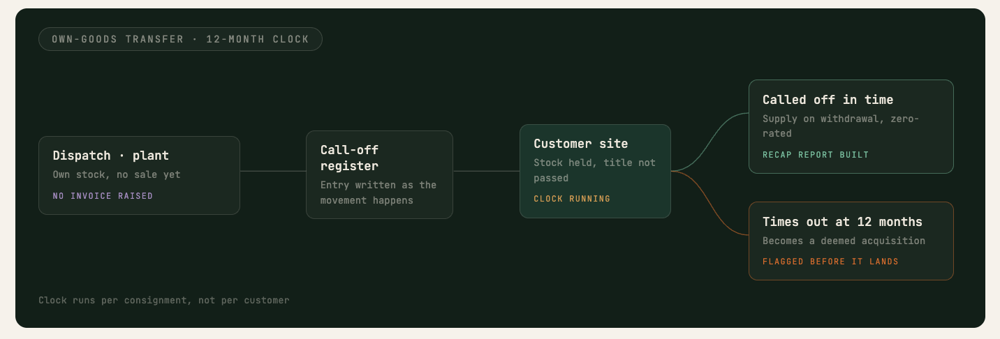 OWN-GOODS TRANSFER · 12-MONTH CLOCK
Dispatch · plant
Own stock, no sale yet
NO INVOICE RAISED
Call-off
register
Entry written as the
movement happens
Customer site
Stock held, title not
passed
CLOCK RUNNING
Called off in time
Supply on withdrawal, zero-
rated
RECAP REPORT BUILT
Times out at 12 months
Becomes a deemed acquisition
FLAGGED BEFORE IT LANDS
Clock runs per consignment, not per customer